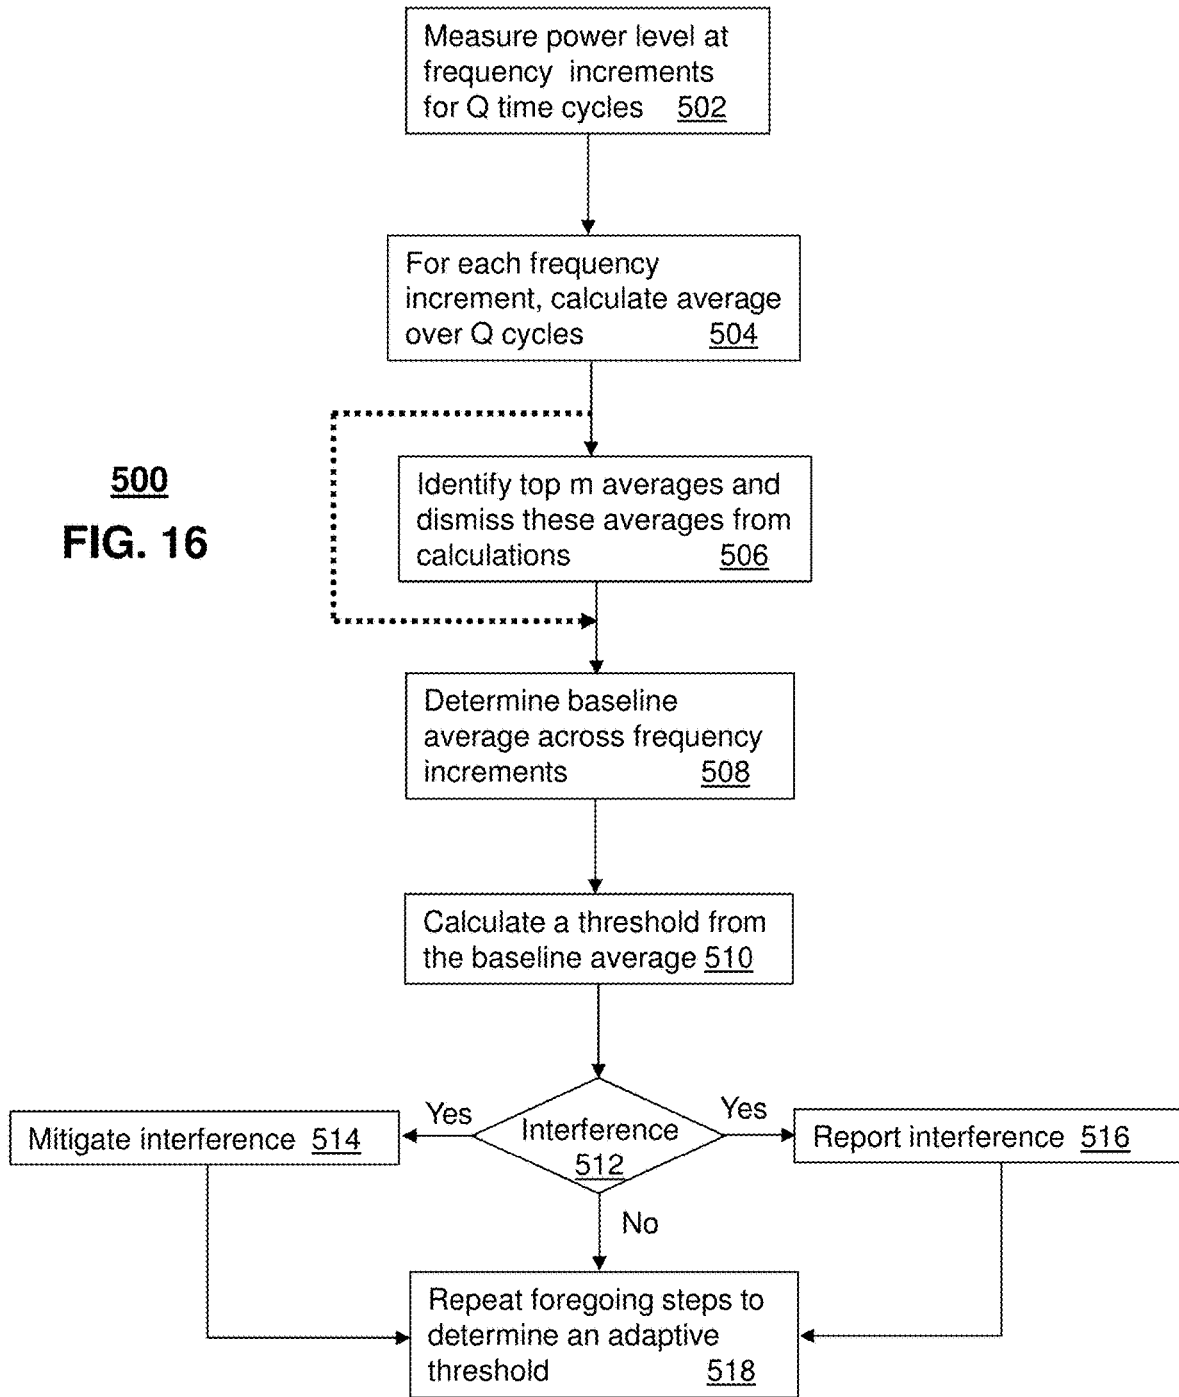 Measure power level at
frequency increments
for Q time cycles 502
For each frequency
increment, calculate average
over Q cycles 504
500
FIG. 16
Identify top m averages and
dismiss these averages from
calculations 506
Determine baseline
average across frequency
increments 508
Calculate a threshold from
the baseline average 510
Yes
Interference
512
Yes
Mitigate interference 514
Report interference 516
No
Repeat foregoing steps to
determine an adaptive
threshold 518